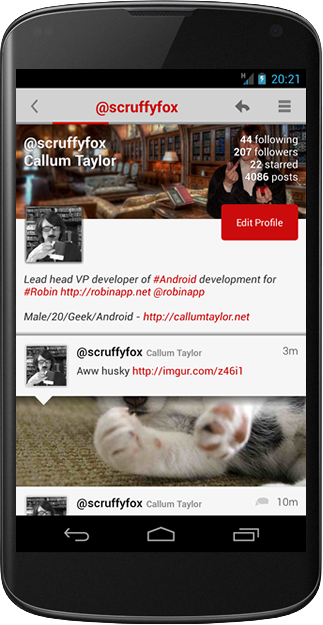 H 20:21
@scruffyfox
@scruffyfox
Callum Taylor
44 following
207 followers
22 starred
4086 posts
Edit Profile
Lead head VP developer of #Android development for
#Robin http://robinapp.net @robinapp
Male/20/Geek/Android - http://callumtaylor.net
@scruffyfox Callum Taylor 3m
Aww husky http://imgur.com/z46i1
@scruffyfox Callum Taylor 10m